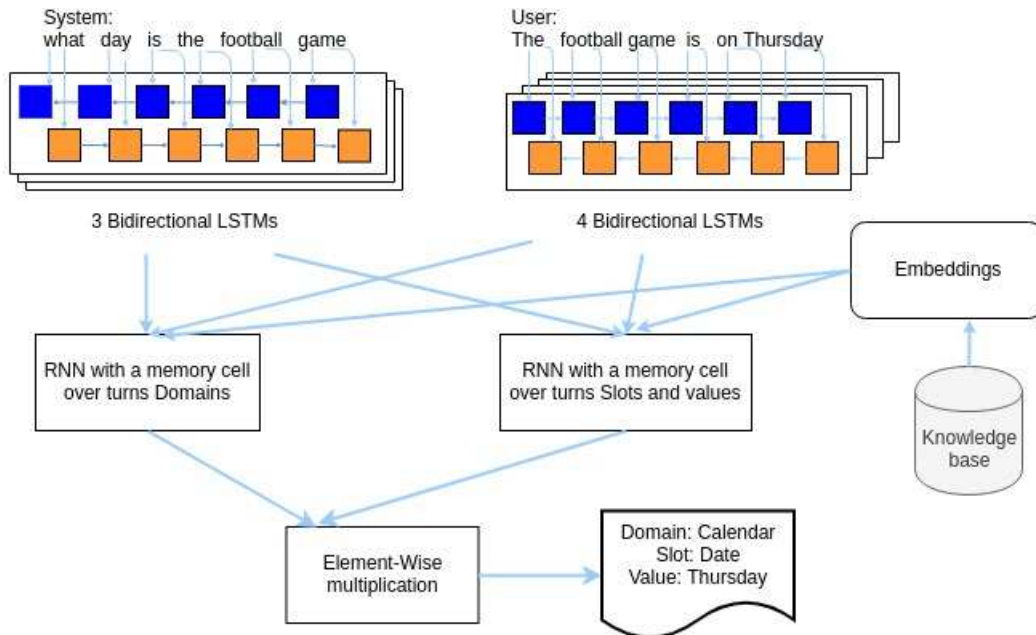 System:
what day is the football game
User:
The football game is on Thursday
3 Bidirectional LSTMs
4 Bidirectional LSTMs
Embeddings
RNN with a memory cell
over turns Domains
RNN with a memory cell
over turns Slots and values
Knowledge
base
Element-Wise
multiplication
Domain: Calendar
Slot: Date
Value: Thursday